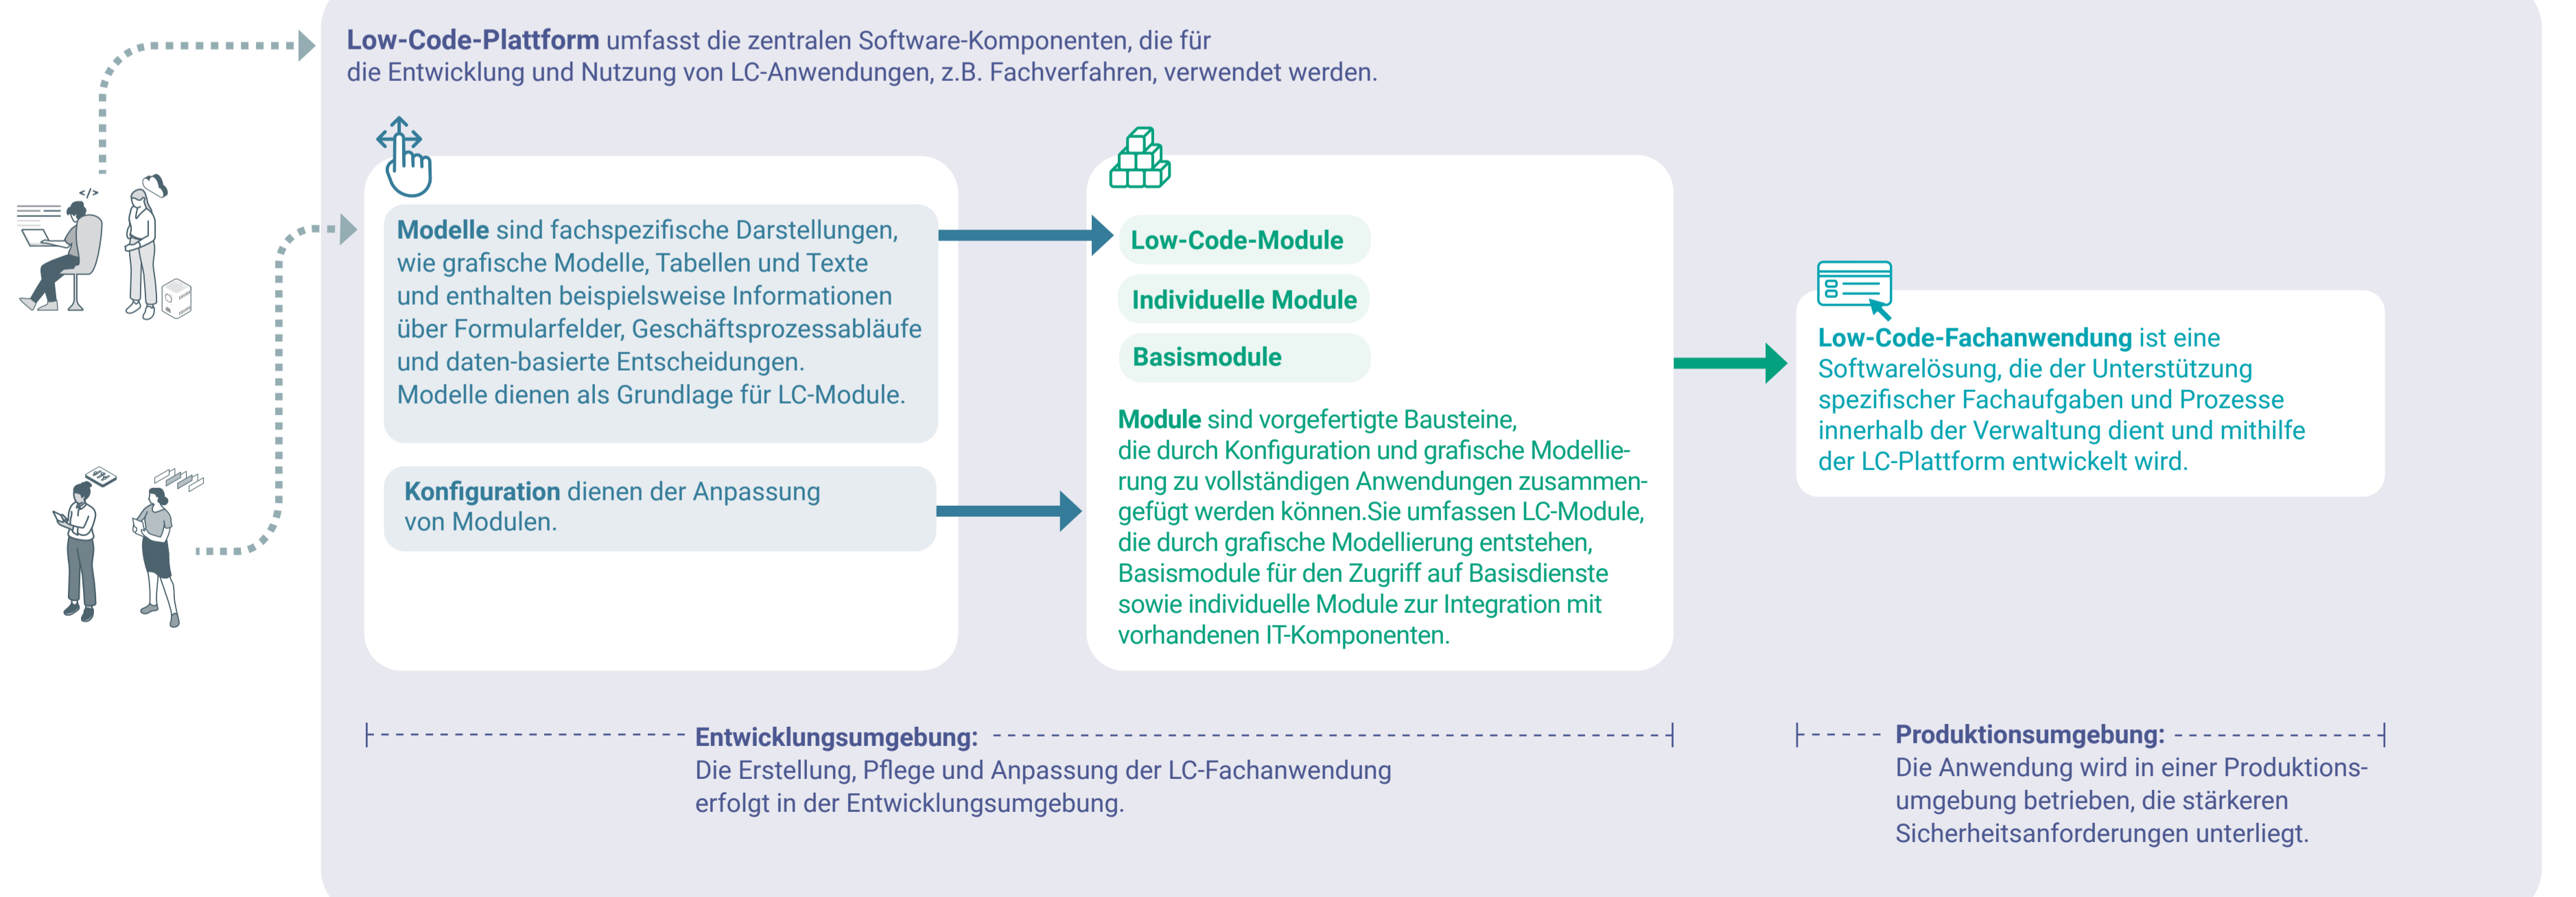 Low-Code-Plattform umfasst die zentralen Software-Komponenten, die für
die Entwicklung und Nutzung von LC-Anwendungen, z.B. Fachverfahren, verwendet werden.
</>
Modelle sind fachspezifische Darstellungen,
wie grafische Modelle, Tabellen und Texte
und enthalten beispielsweise Informationen
über Formularfelder, Geschäftsprozessabläufe
und daten-basierte Entscheidungen.
Modelle dienen als Grundlage für LC-Module.
Konfiguration dienen der Anpassung
von Modulen.
Low-Code-Module
Individuelle Module
Basismodule
Module sind vorgefertigte Bausteine,
die durch Konfiguration und grafische Modellie-
rung zu vollständigen Anwendungen zusammen-
gefügt werden können.Sie umfassen LC-Module,
die durch grafische Modellierung entstehen,
Basismodule für den Zugriff auf Basisdienste
sowie individuelle Module zur Integration mit
vorhandenen IT-Komponenten.
Low-Code-Fachanwendung ist eine
Softwarelösung, die der Unterstützung
spezifischer Fachaufgaben und Prozesse
innerhalb der Verwaltung dient und mithilfe
der LC-Plattform entwickelt wird.
Entwicklungsumgebung:
Die Erstellung, Pflege und Anpassung der LC-Fachanwendung
erfolgt in der Entwicklungsumgebung.
Produktionsumgebung:
Die Anwendung wird in einer Produktions-
umgebung betrieben, die stärkeren
Sicherheitsanforderungen unterliegt.